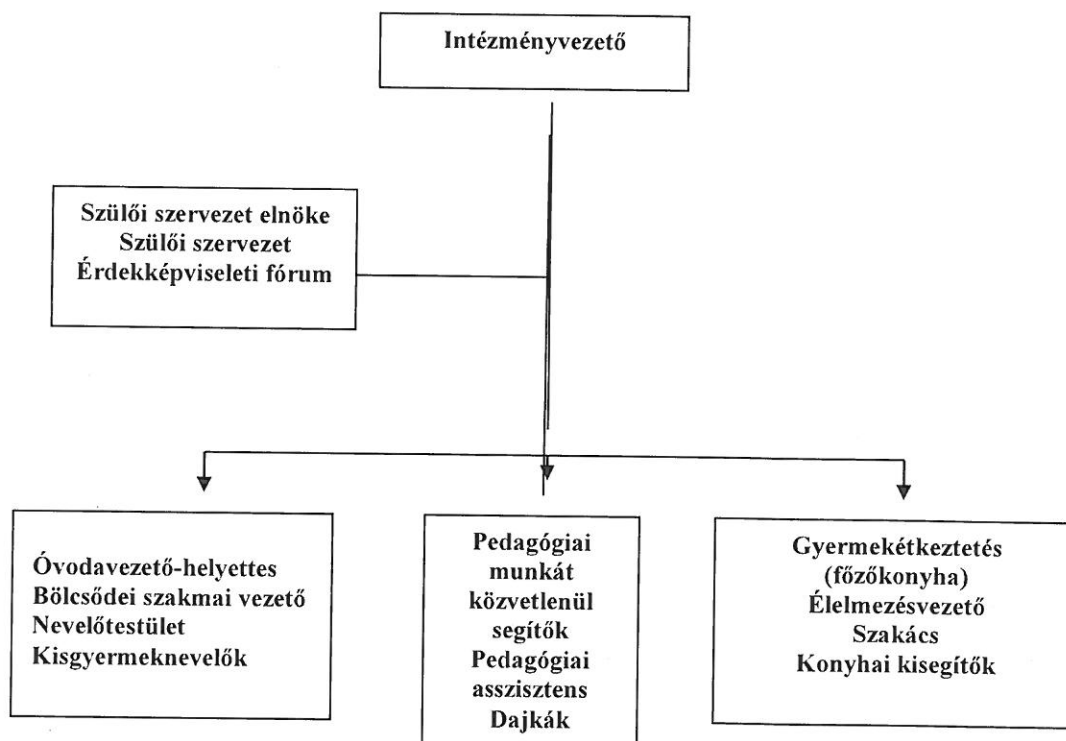 Intézményvezető
Szülői szervezet elnöke
Szülői szervezet
Érdekképviseleti fórum
Óvodavezető-helyettes
Bölcsődei szakmai vezető
Nevelőtestület
Kisgyermeknevelők
Pedagógiai
munkát
közvetlenül
segítők
Pedagógiai
asszisztens
Dajkák
Gyermekétkeztetés
(főzőkonyha)
Élelmezésvezető
Szakács
Konyhai kisegítők